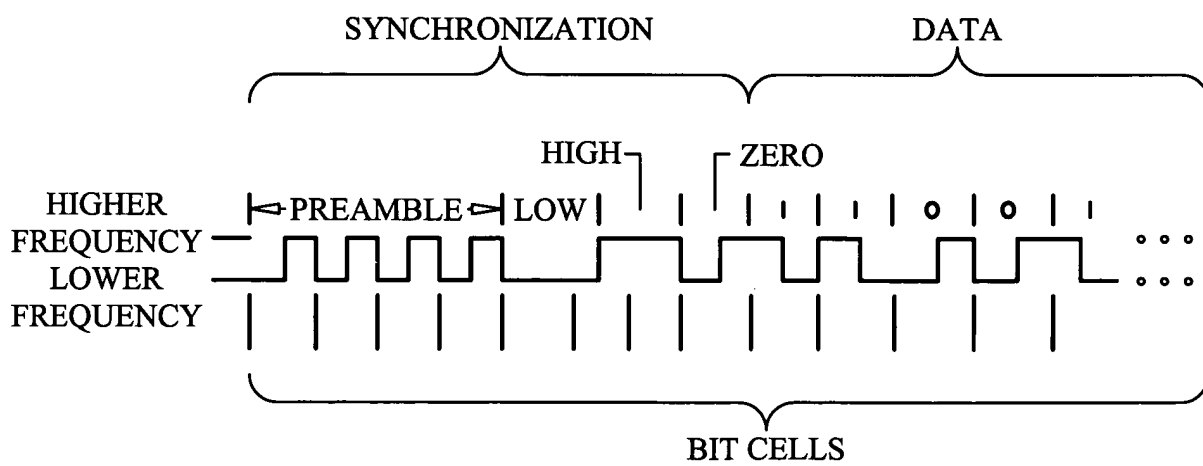 SYNCHRONIZATION DATA
HIGH ZERO
HIGHER FREQUENCY
PREAMBLE LOW I I O O I
LOWER FREQUENCY
BIT CELLS